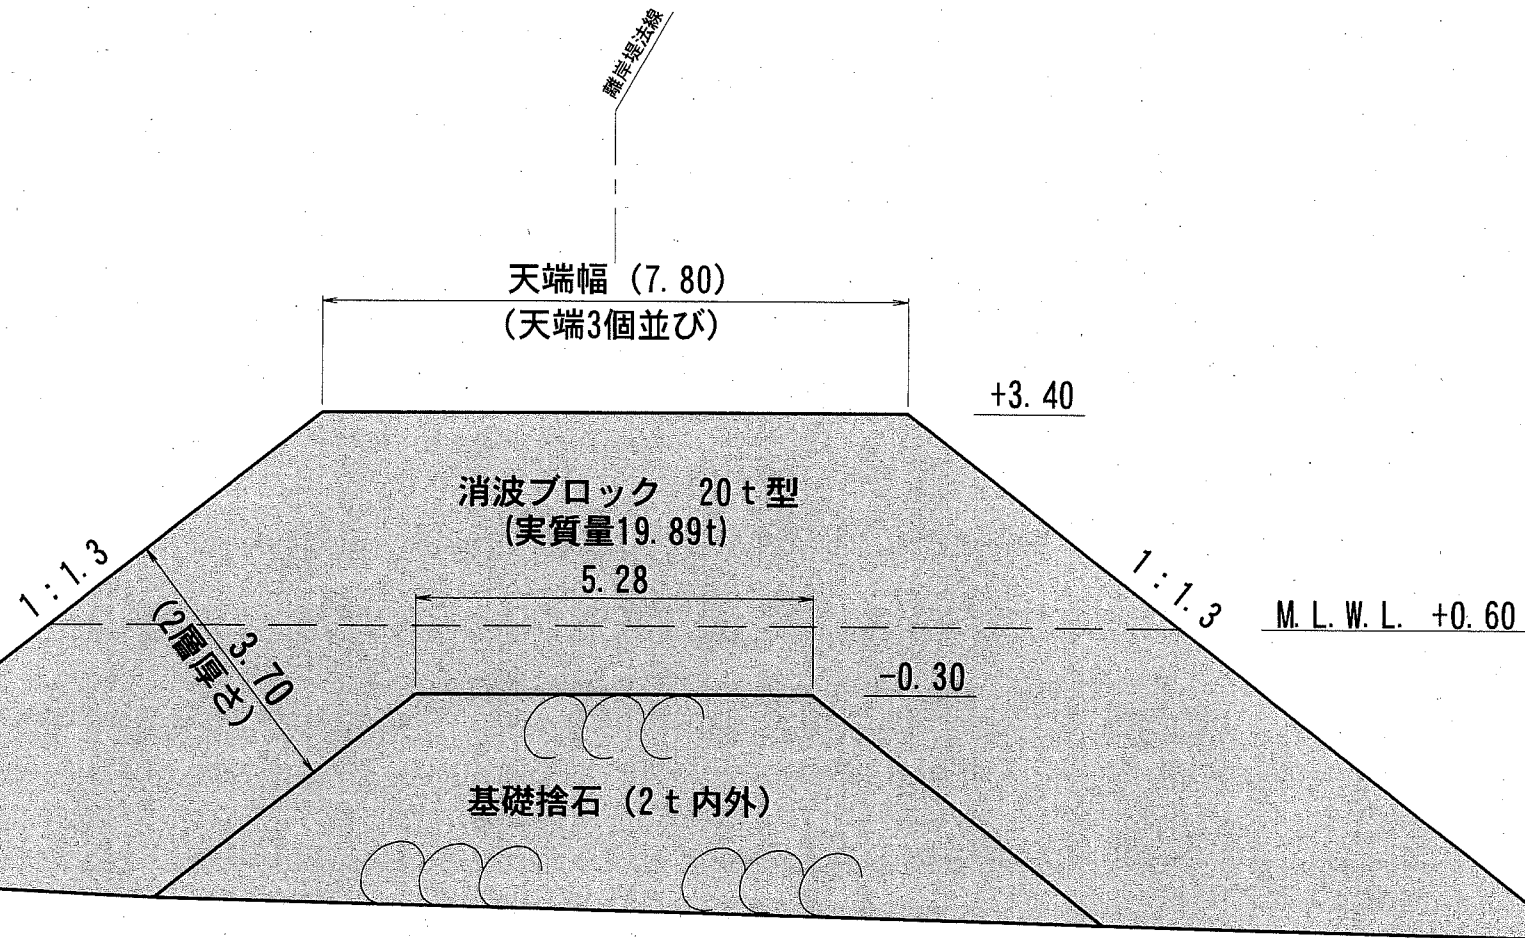 離岸堤法線
天端幅 (7.80)
(天端3個並び)
+3.40
消波ブロック 20t型
(実質量19.89t)
5.28
1:1.3
1:1.3
M.L.W.L. +0.60
3.70
(2層厚さ)
-0.30
基礎捨石 (2t内外)